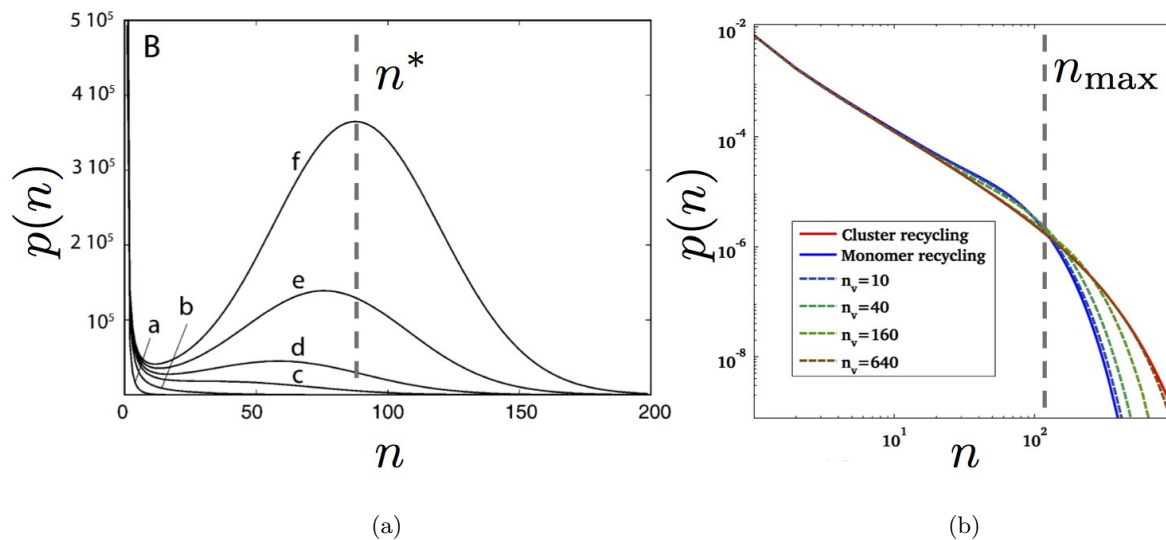 B
5 10⁵
4 10⁵
3 10⁵
2 10⁵
10⁵
p(n)
n*
f
e
d
c
b
a
0 50 100 150 200
n
(a)
10⁻²
10⁻⁴
10⁻⁶
10⁻⁸
p(n)
n_max
Cluster recycling
Monomer recycling
n_v=10
n_v=40
n_v=160
n_v=640
10¹ 10²
n
(b)